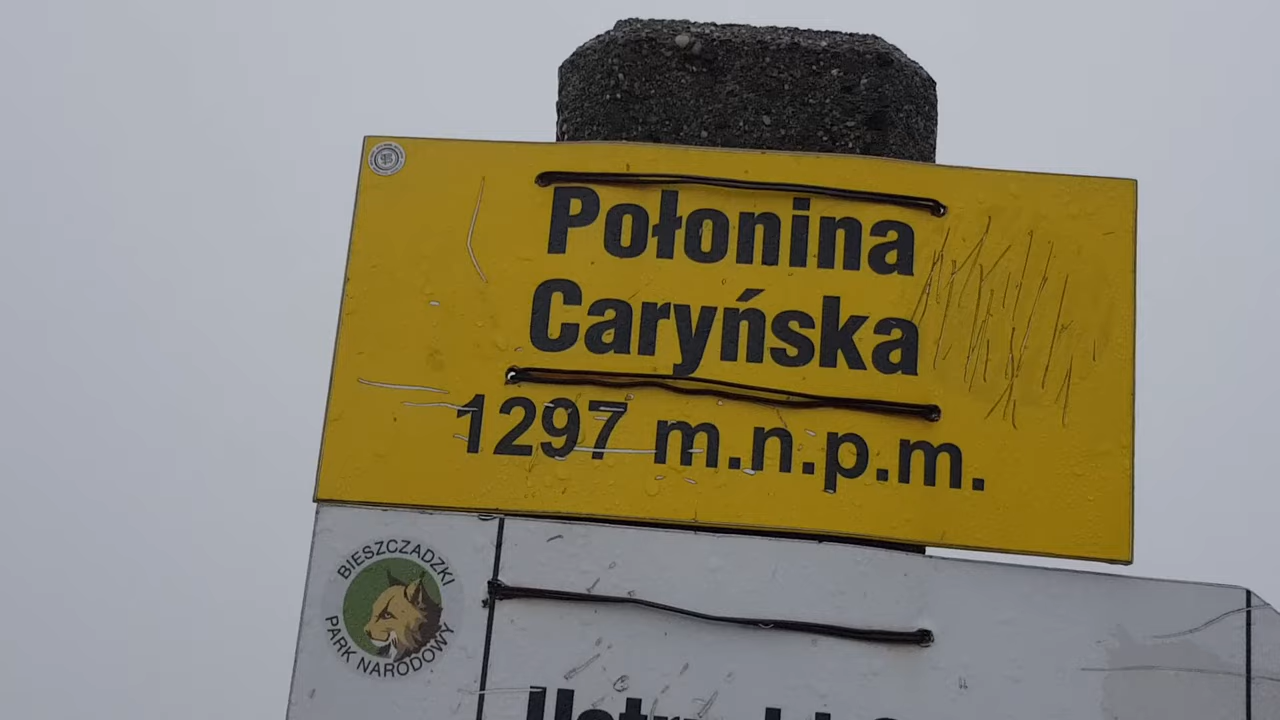 Połonina
Caryńska
1297 m.n.p.m.
BIESZCZADZKI
PARK NARODOWY